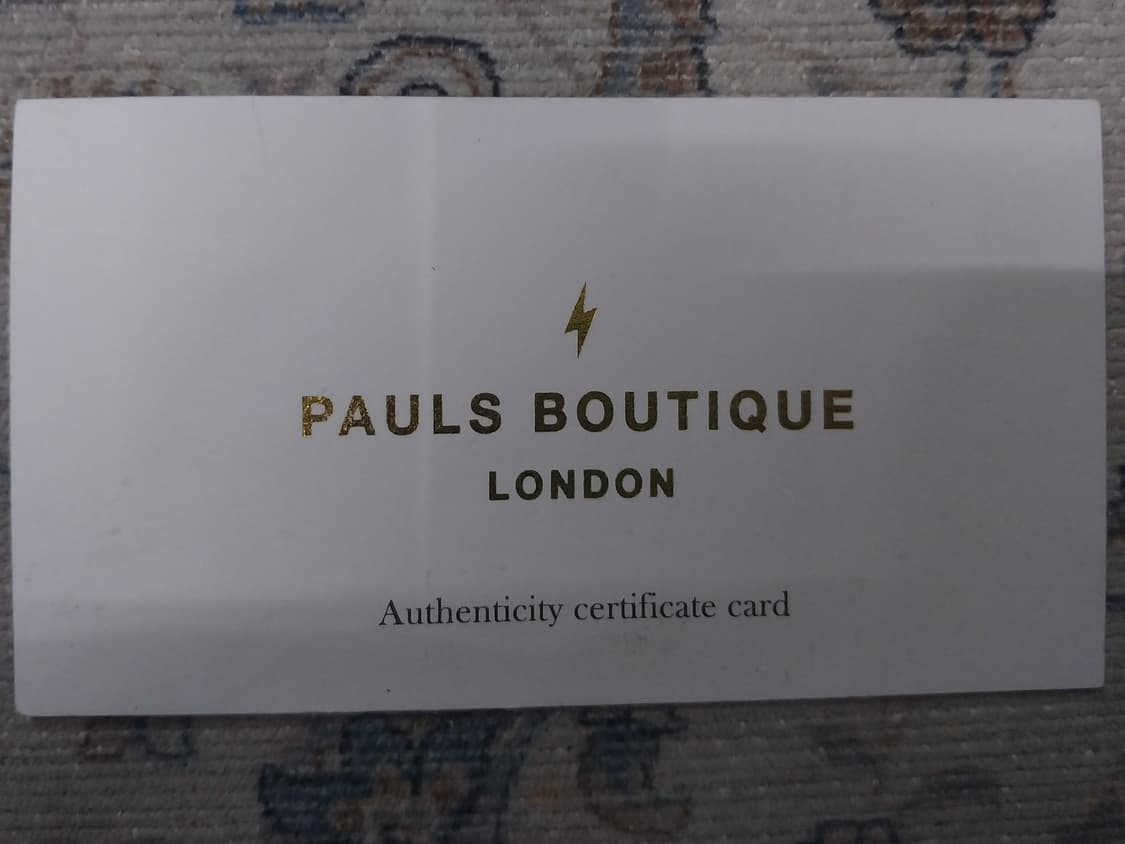 PAULS BOUTIQUE
LONDON
Authenticity certificate card